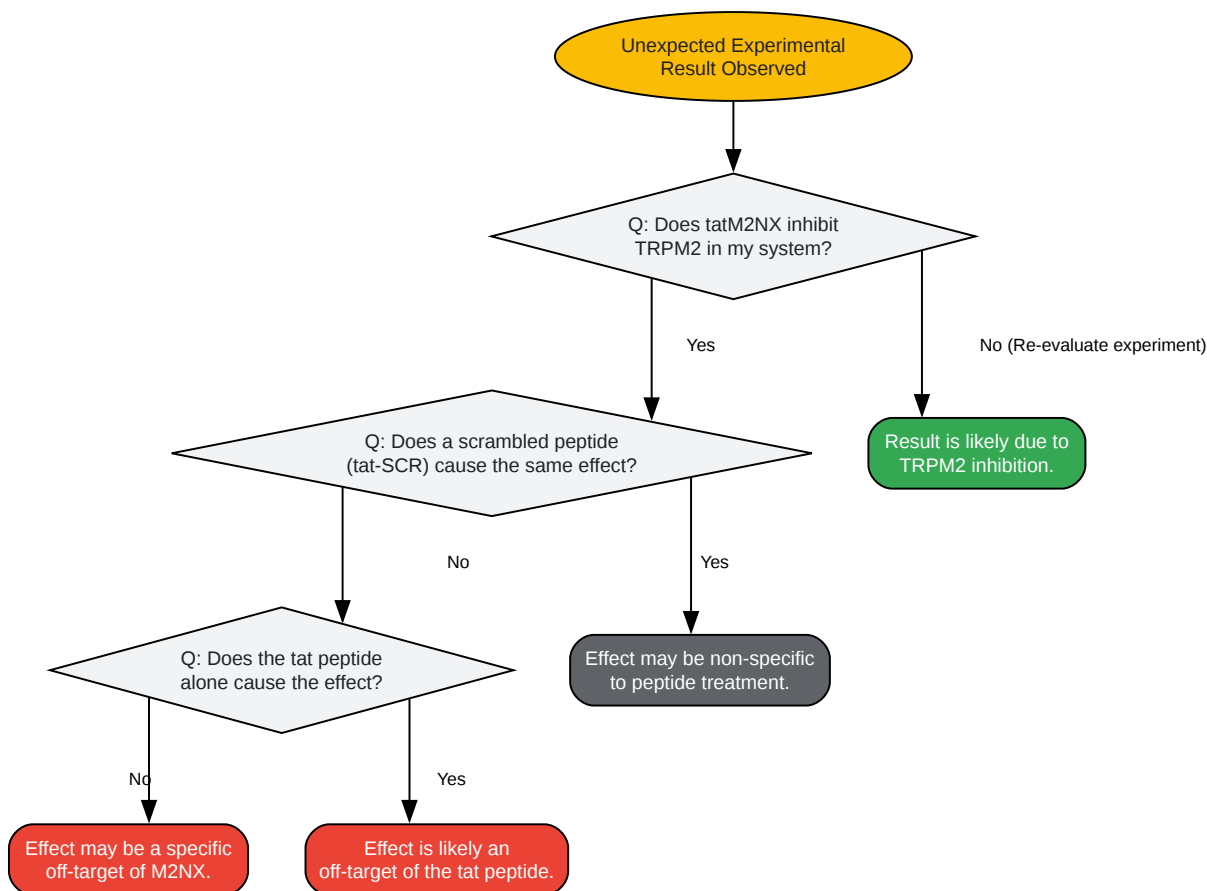 Unexpected Experimental
Result Observed
Q: Does tatM2NX inhibit
TRPM2 in my system?
Yes
No (Re-evaluate experiment)
Q: Does a scrambled peptide
(tat-SCR) cause the same effect?
Result is likely due to
TRPM2 inhibition.
No
Yes
Q: Does the tat peptide
alone cause the effect?
Effect may be non-specific
to peptide treatment.
No
Yes
Effect may be a specific
off-target of M2NX.
Effect is likely an
off-target of the tat peptide.